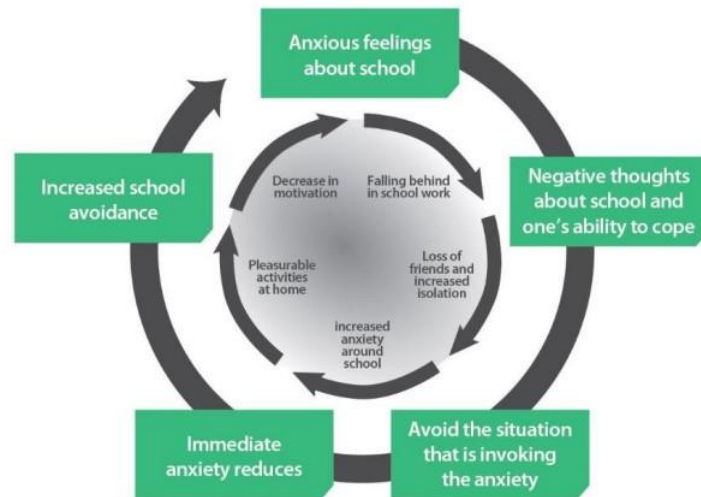 Anxious feelings
about school
Negative thoughts
about school and
one's ability to cope
Avoid the situation
that is invoking
the anxiety
Immediate
anxiety reduces
Increased school
avoidance
Falling behind
in school work
Loss of
friends and
increased
isolation
increased
anxiety
around
school
Pleasurable
activities
at home
Decrease in
motivation